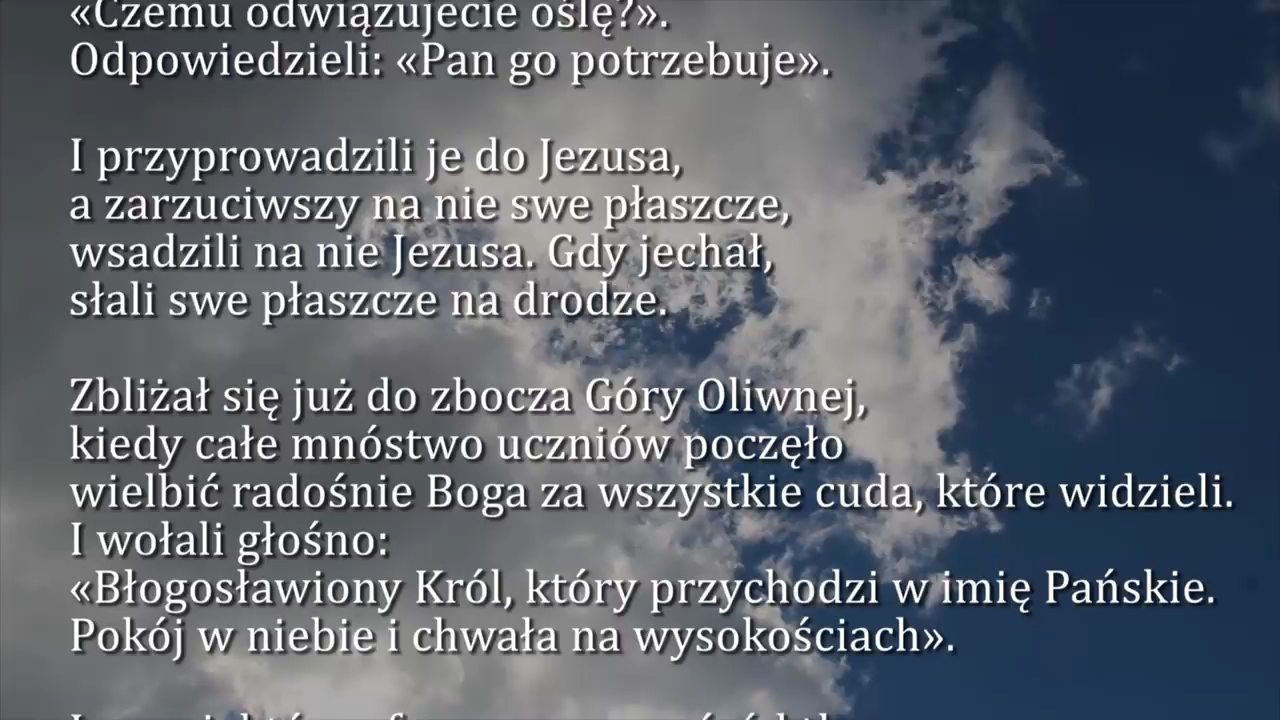 «Czemu odwiązujecie oślę?».
Odpowiedzieli: «Pan go potrzebuje».
I przyprowadzili je do Jezusa,
a zarzuciwszy na nie swe płaszcze,
wsadzili na nie Jezusa. Gdy jechał,
słali swe płaszcze na drodze.
Zbliżał się już do zbocza Góry Oliwnej,
kiedy całe mnóstwo uczniów poczęło
wielbić radośnie Boga za wszystkie cuda, które widzieli.
I wołali głośno:
«Błogosławiony Król, który przychodzi w imię Pańskie.
Pokój w niebie i chwała na wysokościach».